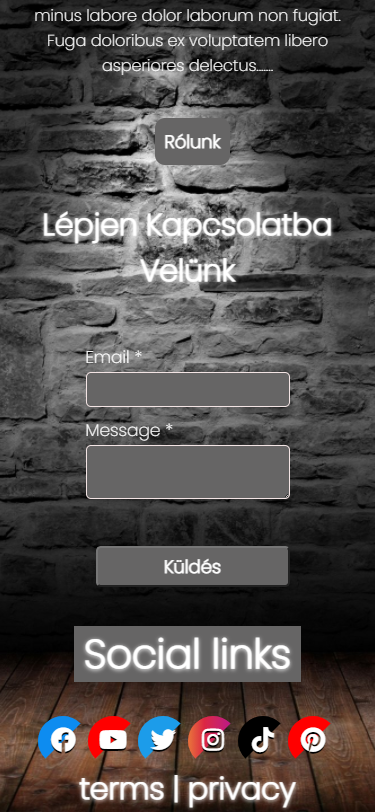 minus labore dolor laborum non fugiat.
Fuga doloribus ex voluptatem libero
asperiores delectus.......
Rólunk
Lépjen Kapcsolatba
Velünk
Email *
Message *
Küldés
Social links
terms | privacy